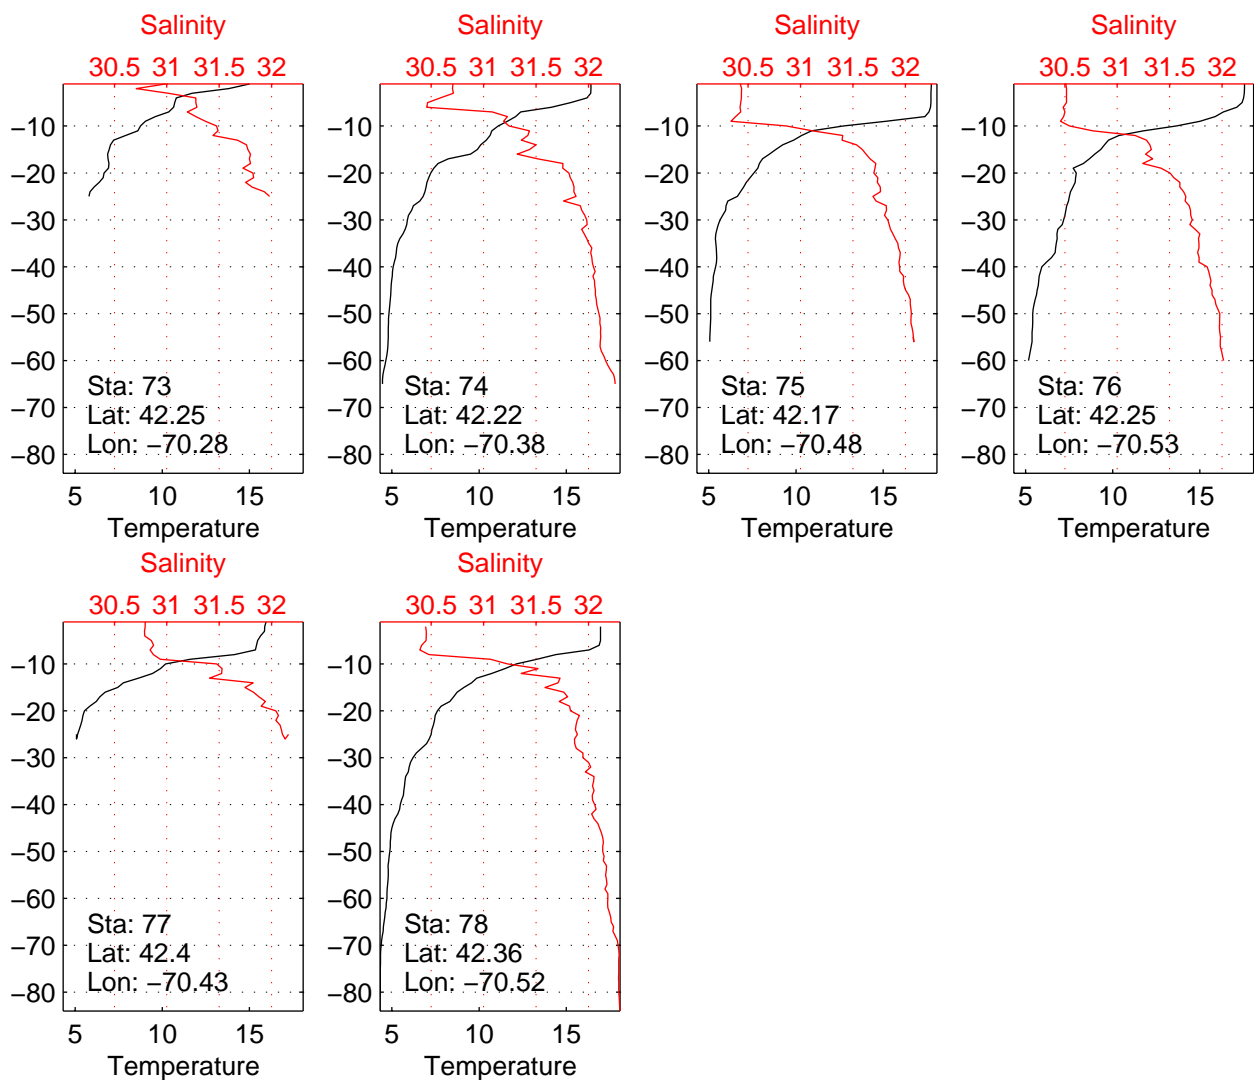 Salinity Salinity Salinity Salinity
30.5 31 31.5 32 30.5 31 31.5 32 30.5 31 31.5 32 30.5 31 31.5 32
−10 −10 −10 −10
−20 −20 −20 −20
−30 −30 −30 −30
−40 −40 −40 −40
−50 −50 −50 −50
−60 −60 −60 −60
Sta: 73 Sta: 74 Sta: 75 Sta: 76
−70 −70 −70 −70
Lat: 42.25 Lat: 42.22 Lat: 42.17 Lat: 42.25
Lon: −70.28 Lon: −70.38 Lon: −70.48 Lon: −70.53
−80 −80 −80 −80
5 10 15 5 10 15 5 10 15 5 10 15
Temperature Temperature Temperature Temperature
Salinity Salinity
30.5 31 31.5 32 30.5 31 31.5 32
−10 −10
−20 −20
−30 −30
−40 −40
−50 −50
−60 −60
Sta: 77 Sta: 78
−70 −70
Lat: 42.4 Lat: 42.36
Lon: −70.43 Lon: −70.52
−80 −80
5 10 15 5 10 15
Temperature Temperature